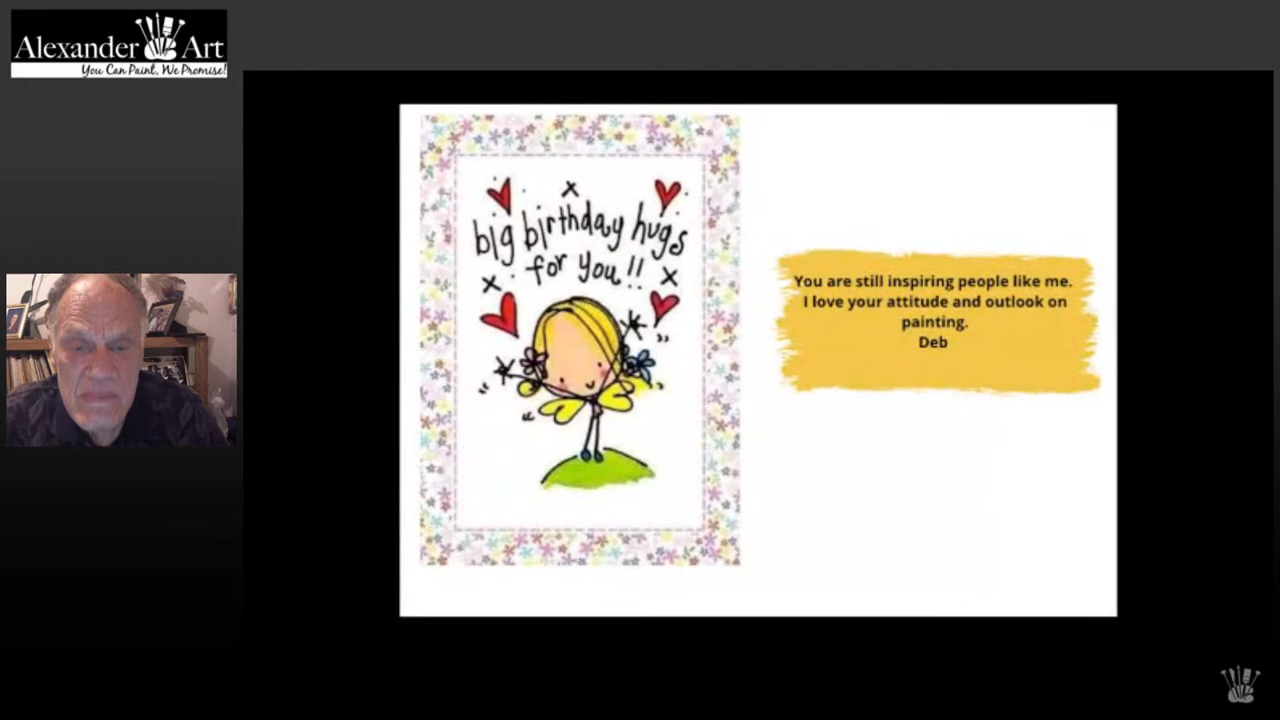 Alexander Art
You Can Paint, We Promise!
big birthday hugs
for you!!
You are still inspiring people like me.
I love your attitude and outlook on
painting.
Deb